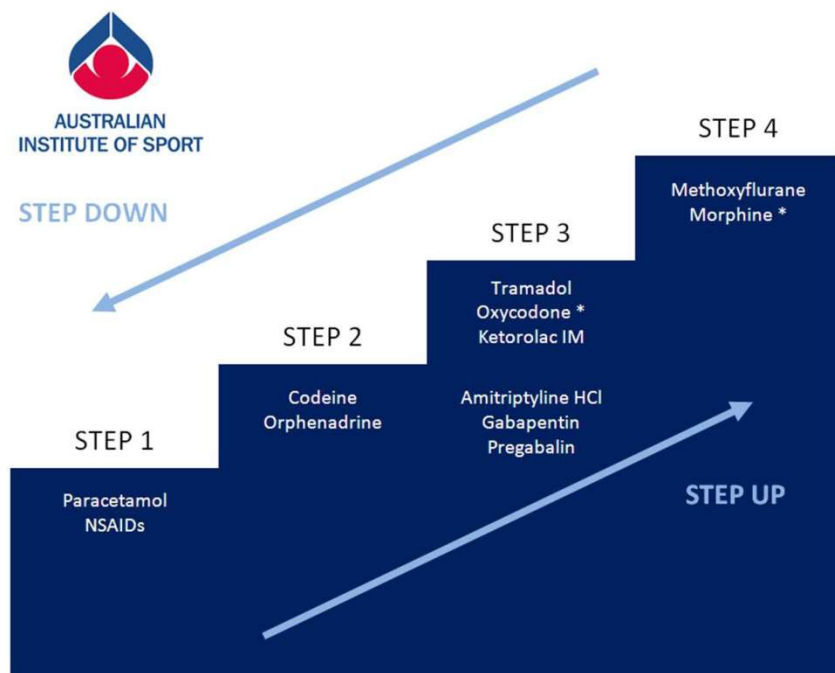 AUSTRALIAN
INSTITUTE OF SPORT
STEP DOWN
STEP 4
Methoxyflurane
Morphine *
STEP 3
Tramadol
Oxycodone *
Ketorolac IM
Amitriptyline HCl
Gabapentin
Pregabalin
STEP 2
Codeine
Orphenadrine
STEP 1
Paracetamol
NSAIDs
STEP UP